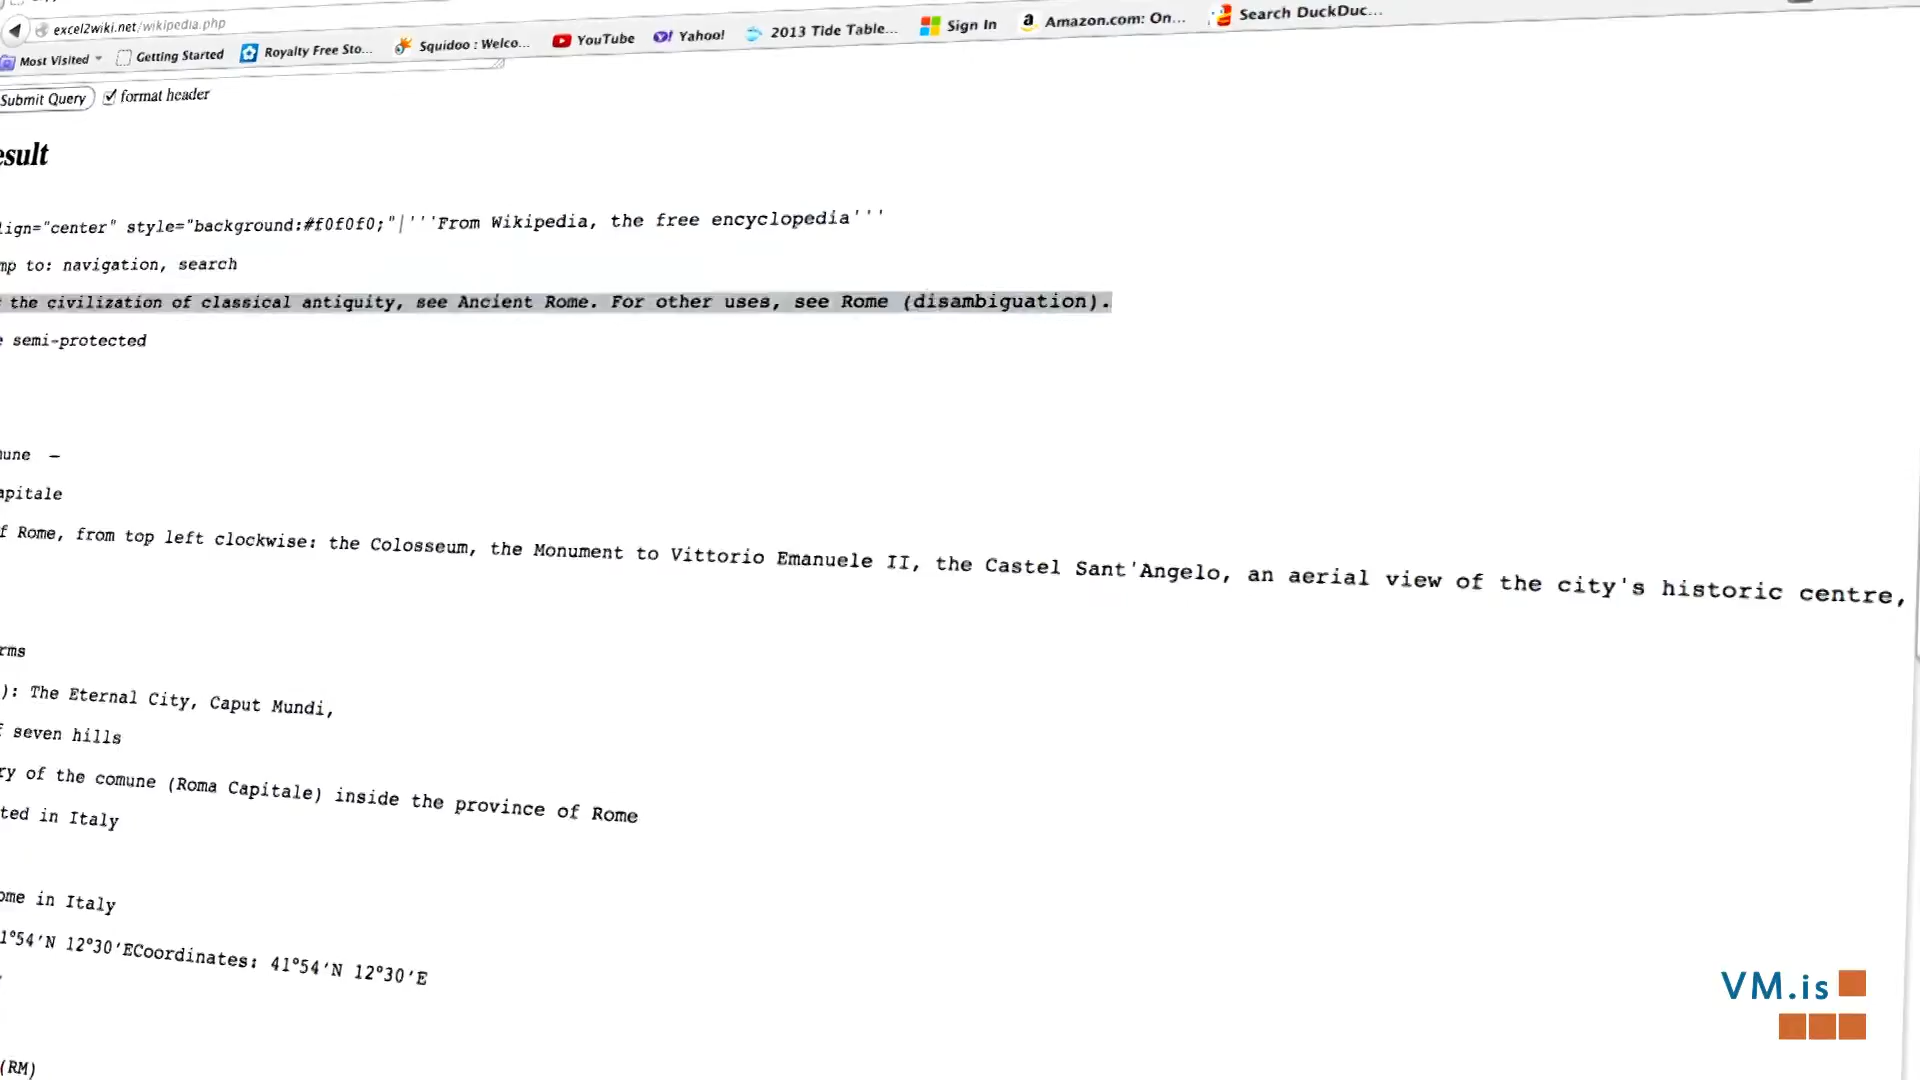 excel2wiki.net/wikipedia.php
Most Visited Getting Started Royalty Free Sto... Squidoo : Welco... YouTube Yahoo! 2013 Tide Table... Sign In Amazon.com: On... Search DuckDuc...
Submit Query format header
esult
lign="center" style="background:#f0f0f0;"|'''From Wikipedia, the free encyclopedia'''
mp to: navigation, search
the civilization of classical antiquity, see Ancient Rome. For other uses, see Rome (disambiguation).
semi-protected
mune –
apitale
f Rome, from top left clockwise: the Colosseum, the Monument to Vittorio Emanuele II, the Castel Sant'Angelo, an aerial view of the city's historic centre,
rms
): The Eternal City, Caput Mundi,
f seven hills
ry of the comune (Roma Capitale) inside the province of Rome
ted in Italy
ome in Italy
1°54′N 12°30′ECoordinates: 41°54′N 12°30′E
(RM)
VM.is